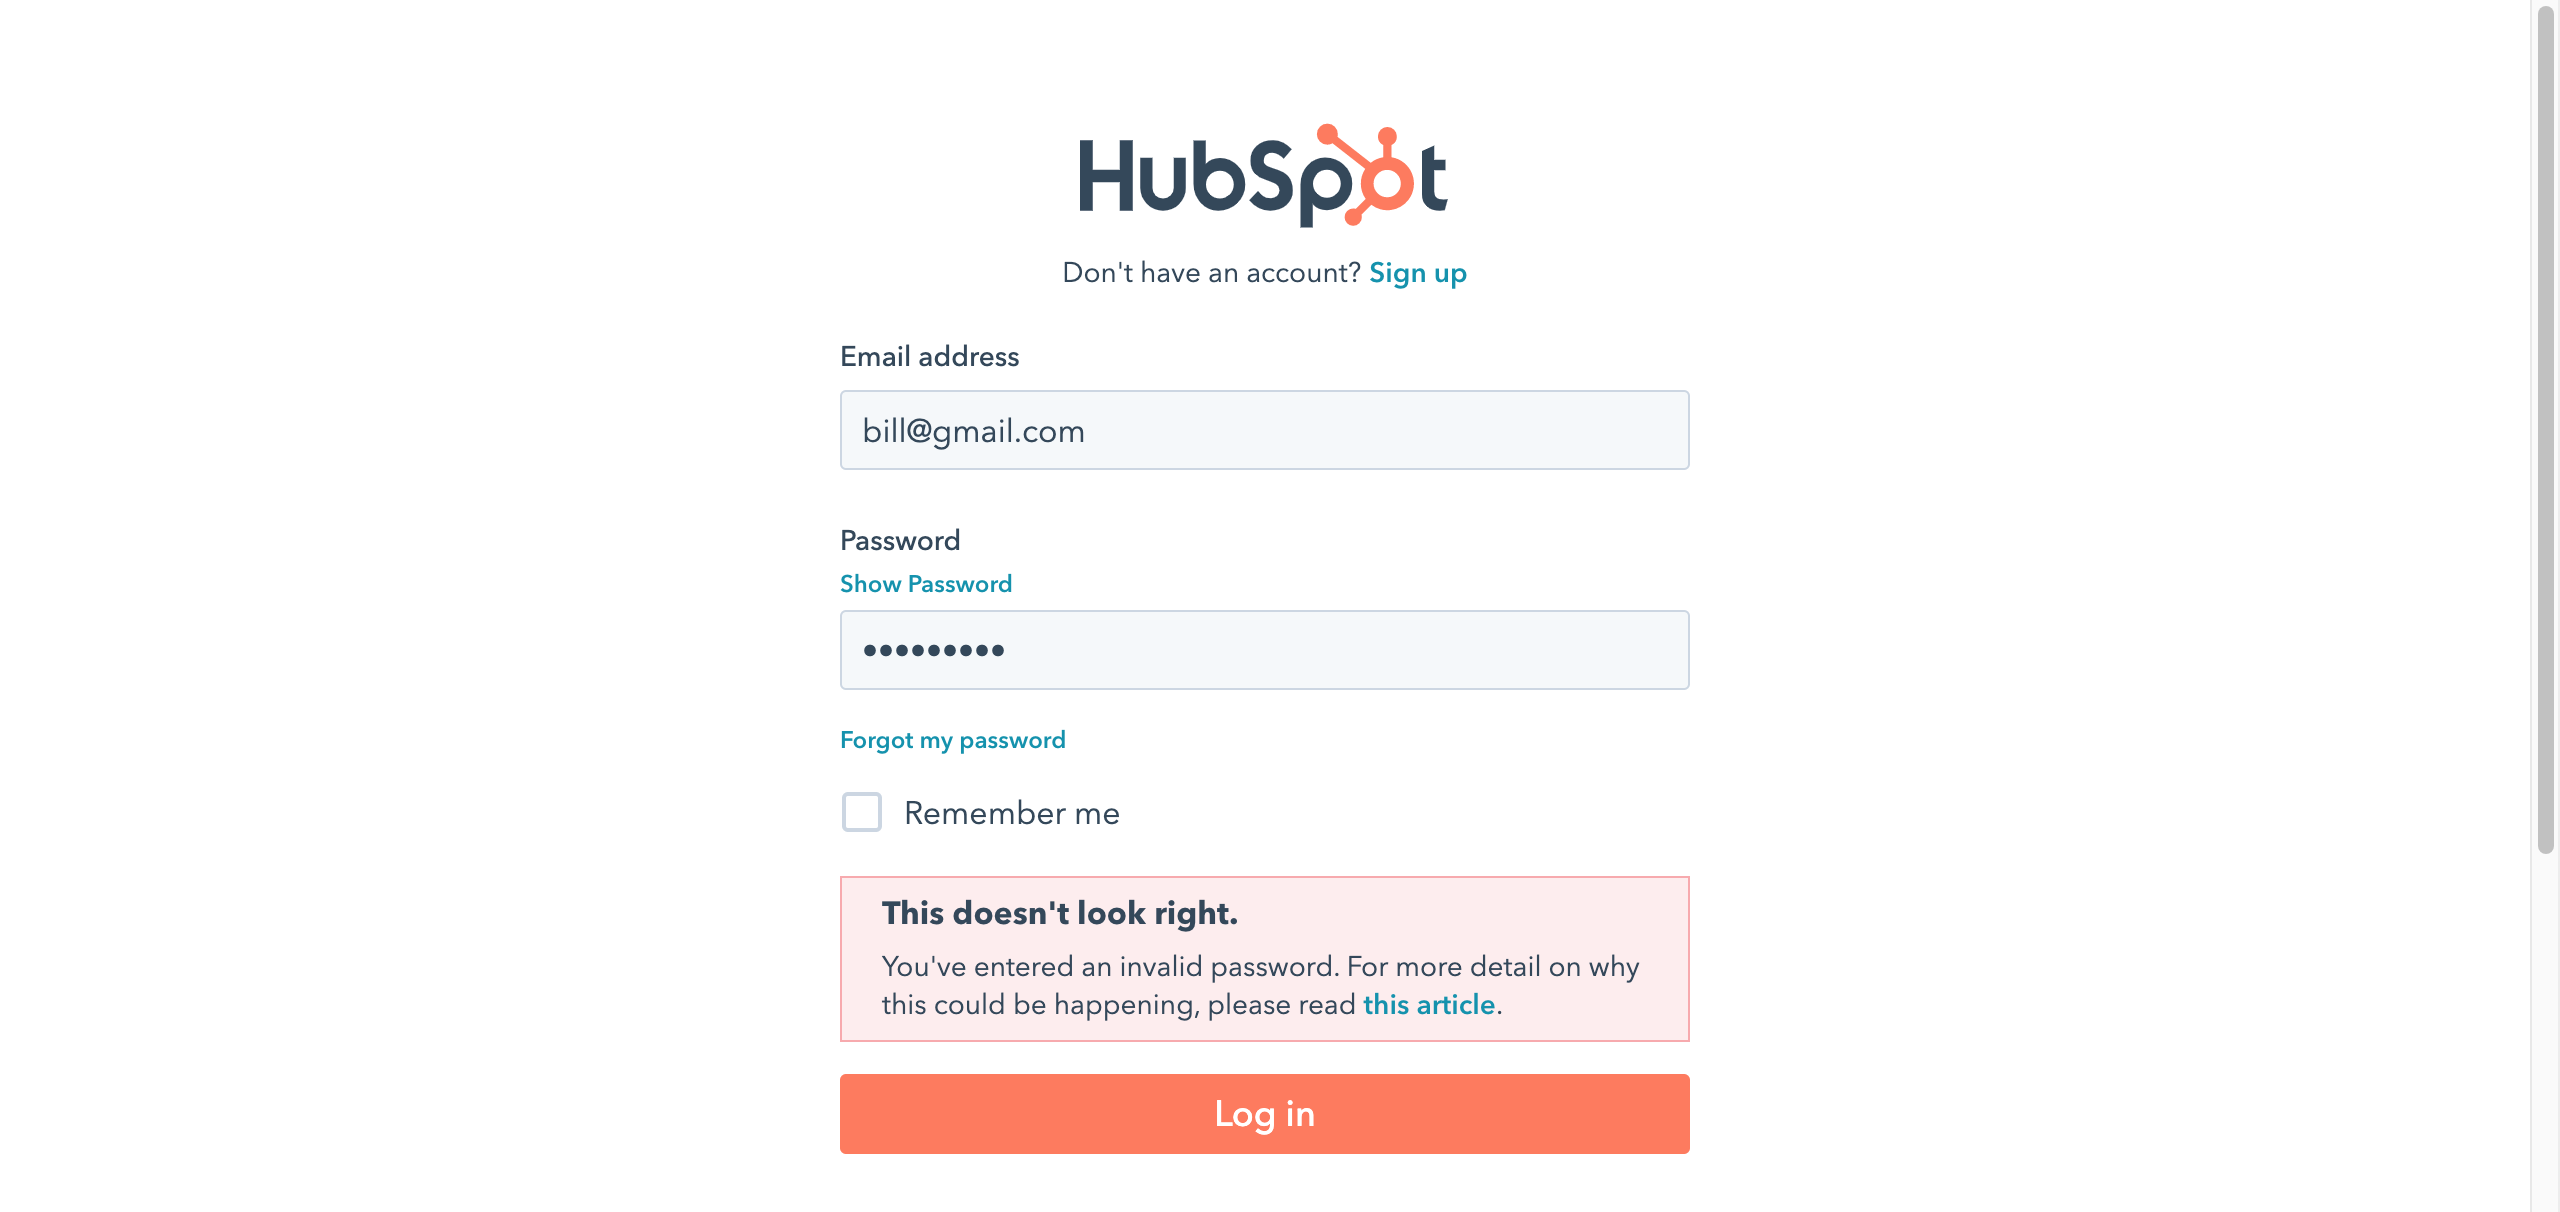 HubSpot
Don't have an account? Sign up
Email address
bill@gmail.com
Password
Show Password
•••••••••
Forgot my password
Remember me
This doesn't look right.
You've entered an invalid password. For more detail on why
this could be happening, please read this article.
Log in